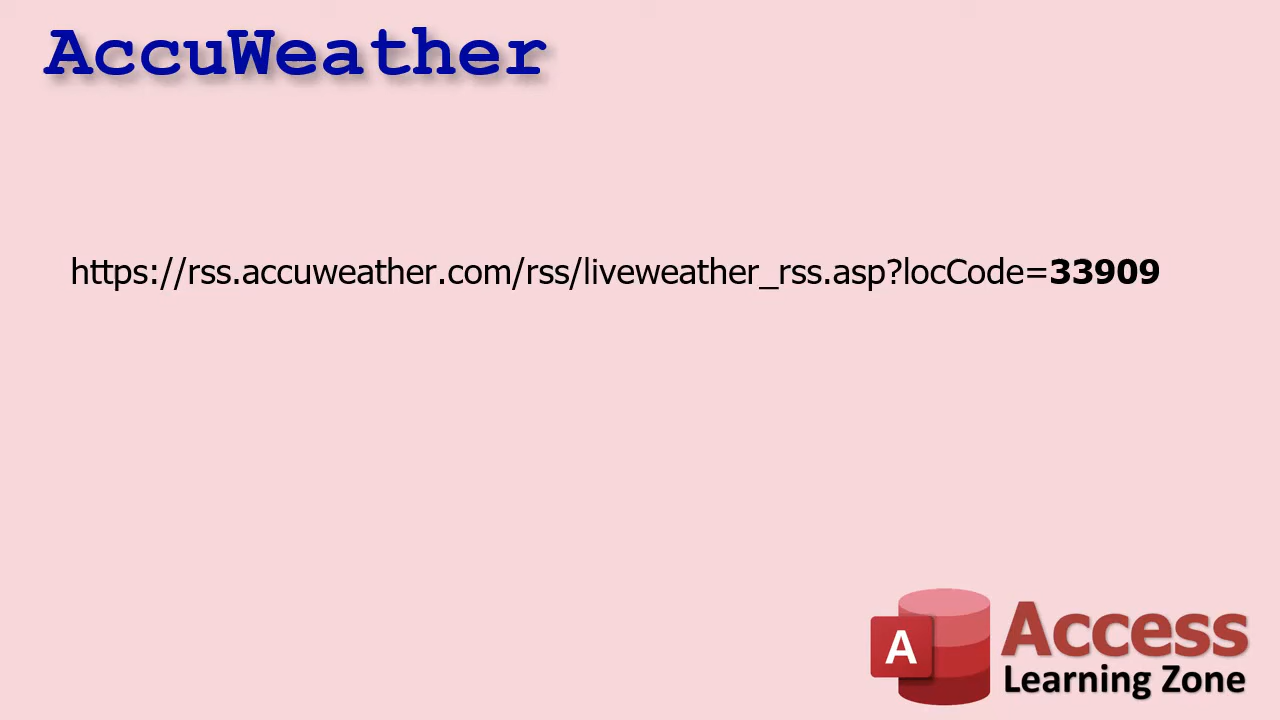 AccuWeather
https://rss.accuweather.com/rss/liveweather_rss.asp?locCode=33909
A
Access
Learning Zone